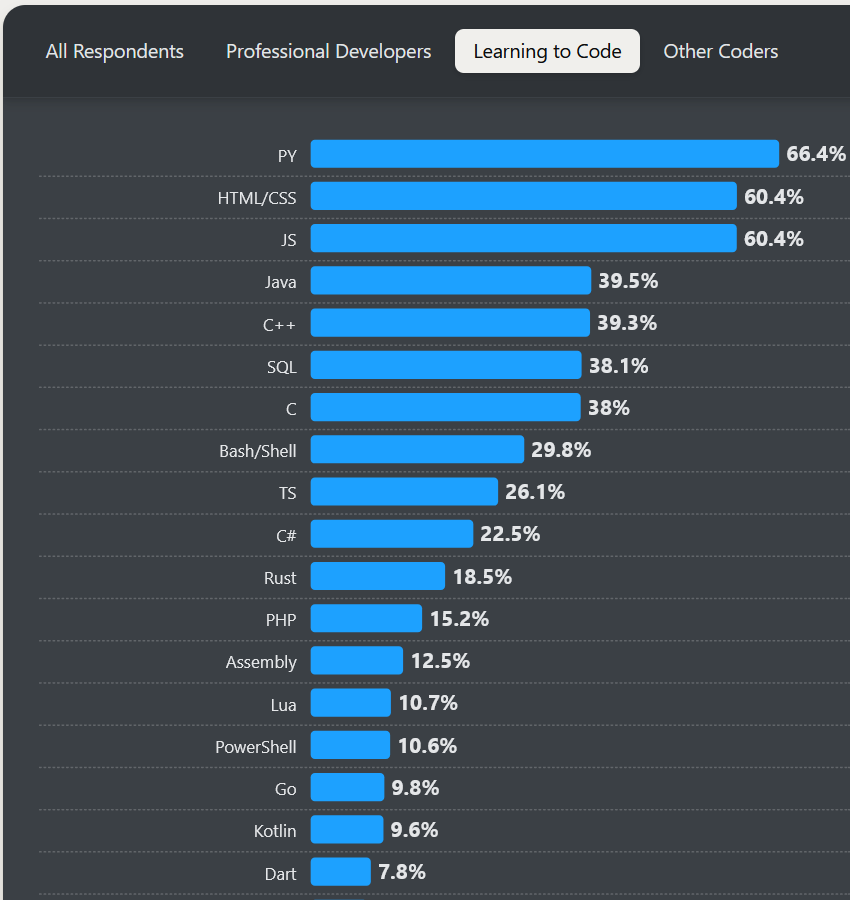 All Respondents Professional Developers Learning to Code Other Coders
PY 66.4%
HTML/CSS 60.4%
JS 60.4%
Java 39.5%
C++ 39.3%
SQL 38.1%
C 38%
Bash/Shell 29.8%
TS 26.1%
C# 22.5%
Rust 18.5%
PHP 15.2%
Assembly 12.5%
Lua 10.7%
PowerShell 10.6%
Go 9.8%
Kotlin 9.6%
Dart 7.8%